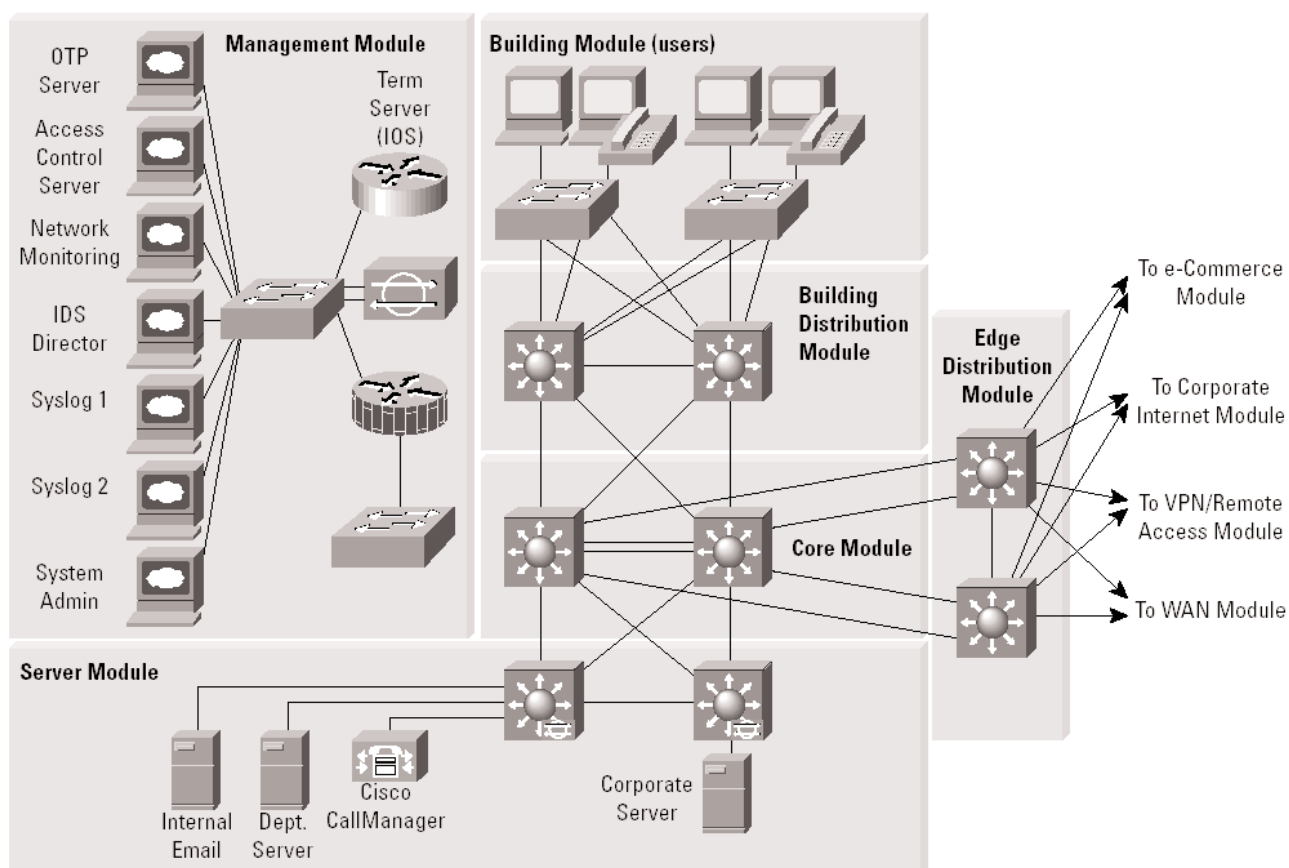 Management Module
OTP
Server
Term
Server
(IOS)
Access
Control
Server
Network
Monitoring
IDS
Director
Syslog 1
Syslog 2
System
Admin
Building Module (users)
Building
Distribution
Module
Core Module
Edge
Distribution
Module
To e-Commerce
Module
To Corporate
Internet Module
To VPN/Remote
Access Module
To WAN Module
Server Module
Internal
Email
Dept.
Server
Cisco
CallManager
Corporate
Server